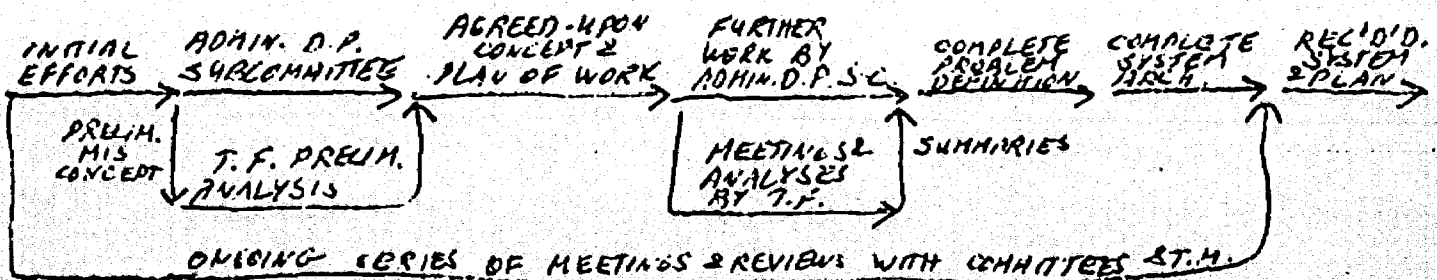 INITIAL
EFFORTS
ADMIN. D.P.
SUBCOMMITTEE
AGREED-UPON
CONCEPT &
PLAN OF WORK
FURTHER
WORK BY
ADMIN. D.P. S.C.
COMPLETE
PROBLEM
DEFINITION
COMPLETE
SYSTEM
ARCH.
REC'D'D.
SYSTEM
& PLAN
PRELIM.
MIS
CONCEPT
T.F. PRELIM.
ANALYSIS
MEETINGS &
ANALYSES
BY T.F.
SUMMARIES
ONGOING SERIES OF MEETINGS & REVIEWS WITH COMMITTEES & T.M.